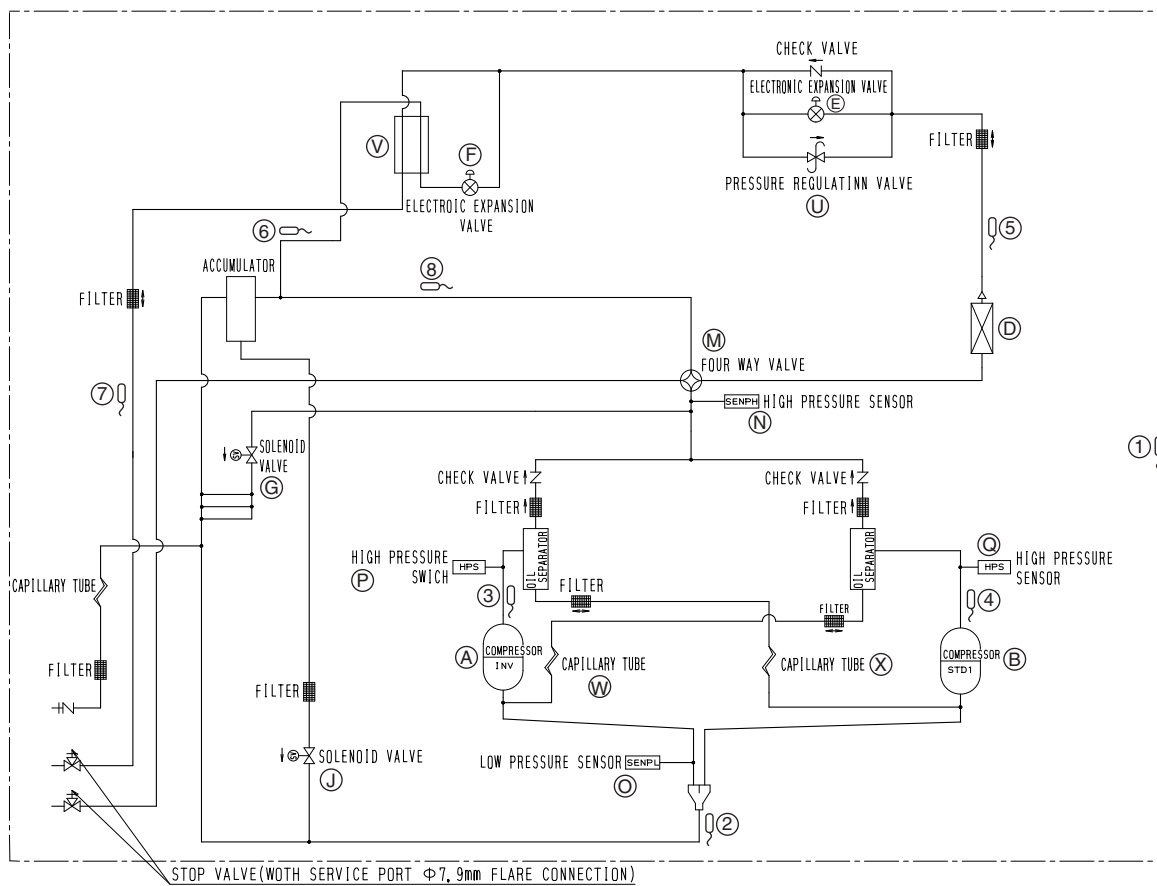 CHECK VALVE
ELECTRONIC EXPANSION VALVE
E
FILTER
V
F
ELECTROIC EXPANSION
VALVE
PRESSURE REGULATINN VALVE
U
6
5
ACCUMULATOR
8
FILTER
D
M
FOUR WAY VALVE
7
SENPH HIGH PRESSURE SENSOR
N
1
SOLENOID
VALVE
G
CHECK VALVE
CHECK VALVE
FILTER
FILTER
HIGH PRESSURE
SWICH
P
HPS
OIL
SEPARATOR
OIL
SEPARATOR
Q
HPS
HIGH PRESSURE
SENSOR
CAPILLARY TUBE
3
FILTER
FILTER
4
A
COMPRESSOR
INV
CAPILLARY TUBE
W
CAPILLARY TUBE X
COMPRESSOR
STD1
B
FILTER
FILTER
SOLENOID VALVE
J
LOW PRESSURE SENSOR SENPL
O
2
STOP VALVE(WOTH SERVICE PORT Φ7,9mm FLARE CONNECTION)